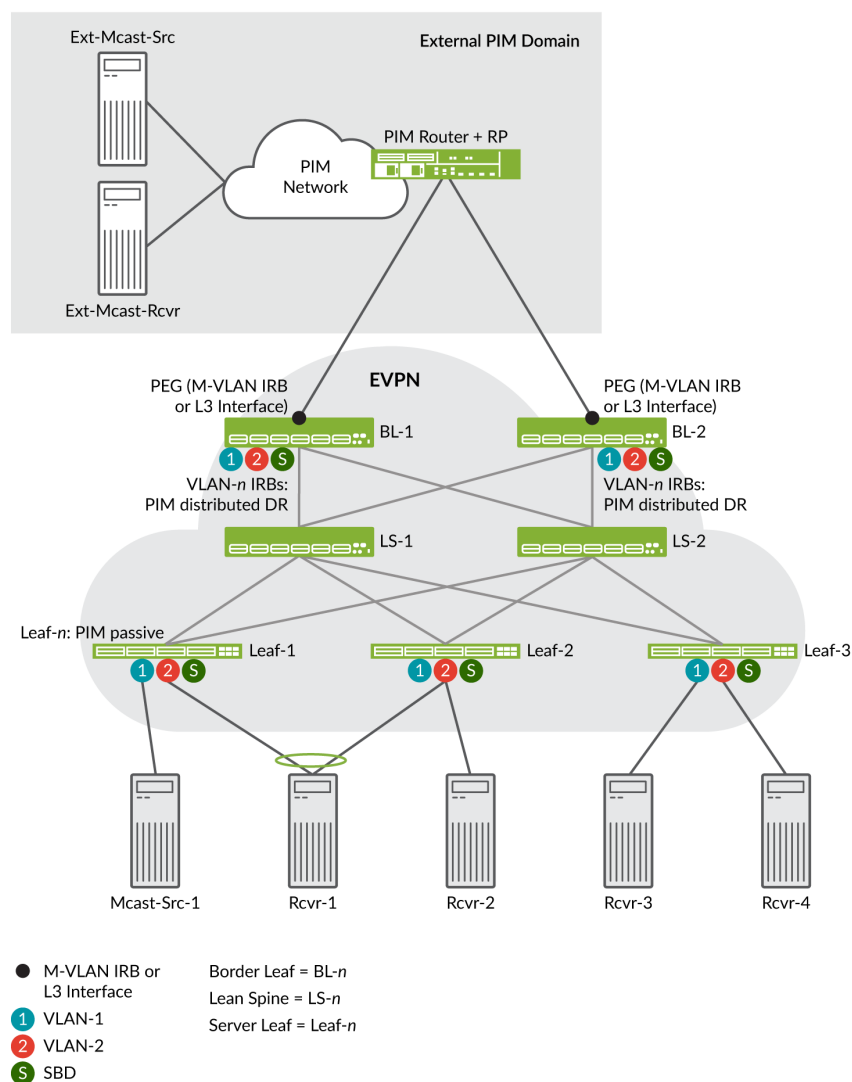 Ext-Mcast-Src
External PIM Domain
PIM Router + RP
PIM
Network
Ext-Mcast-Rcvr
EVPN
PEG (M-VLAN IRB
or L3 Interface)
PEG (M-VLAN IRB
or L3 Interface)
BL-1
BL-2
1 2 S
1 2 S
VLAN-n IRBs:
PIM distributed DR
VLAN-n IRBs:
PIM distributed DR
LS-1
LS-2
Leaf-n: PIM passive
Leaf-1
Leaf-2
Leaf-3
1 2 S
1 2 S
1 2 S
Mcast-Src-1
Rcvr-1
Rcvr-2
Rcvr-3
Rcvr-4
M-VLAN IRB or
L3 Interface
1 VLAN-1
2 VLAN-2
S SBD
Border Leaf = BL-n
Lean Spine = LS-n
Server Leaf = Leaf-n